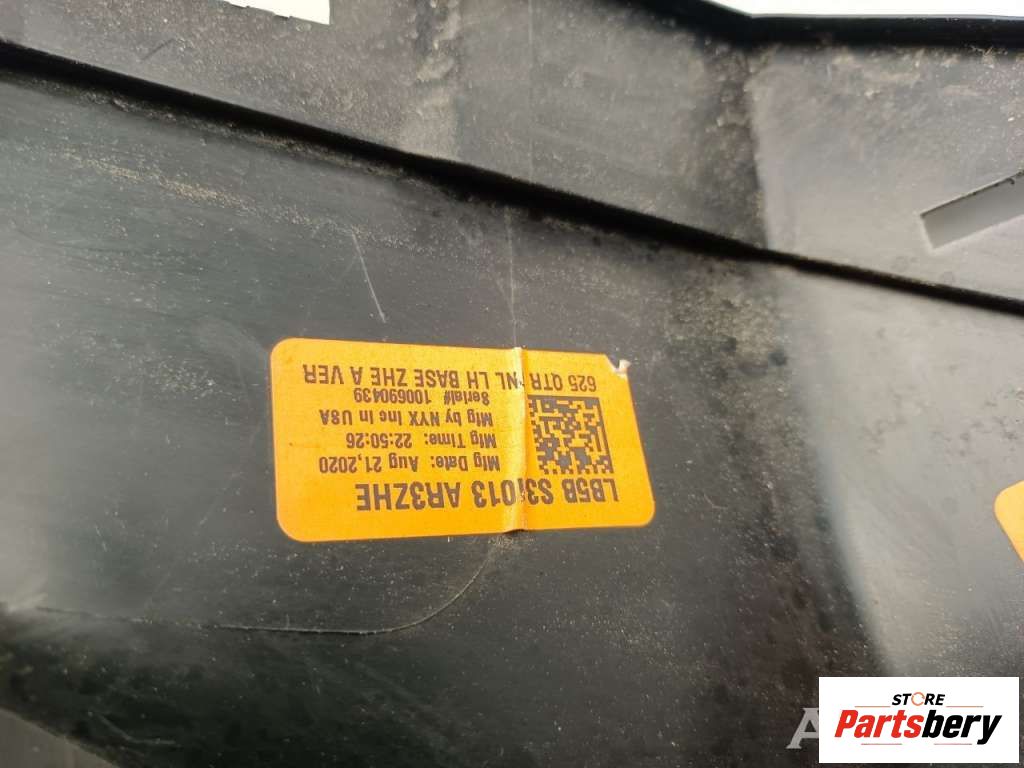 LB5B S31013 AR3ZHE
Mfg Date: Aug 21,2020
Mfg Time: 22:50:26
Mfg by NYX Inc In USA
Serial# 100690439
625 QTR PNL LH BASE ZHE A VER
STORE
Partsbery